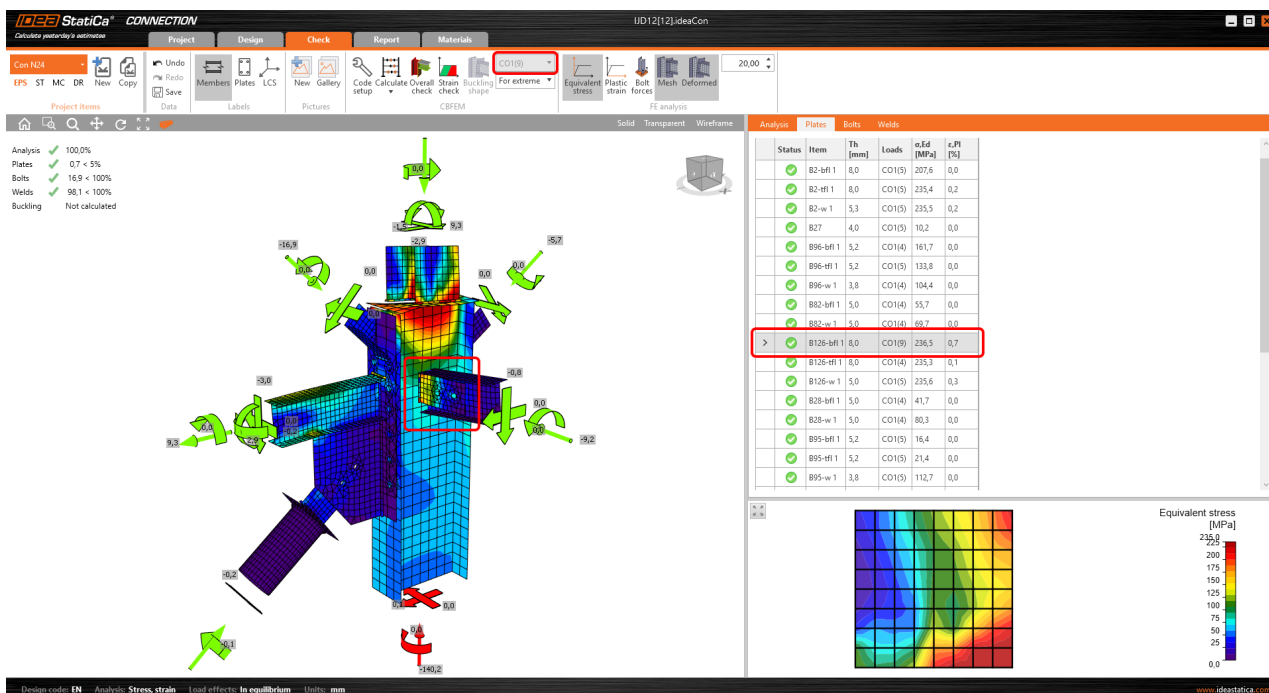 IDEA StatiCa® CONNECTION
IJD12[12].ideaCon
Calculate yesterday's estimates
Project Design Check Report Materials
Con N24
EPS ST MC DR New Copy
Undo
Redo
Save
Members Plates LCS
New Gallery
Code setup Calculate Overall check Strain check Buckling shape
CO1(9)
For extreme
Equivalent stress Plastic strain Bolt forces Mesh Deformed
20,00
Project items Data Labels Pictures CBFEM FE analysis
Solid Transparent Wireframe
Analysis 100,0%
Plates 0,7 < 5%
Bolts 16,9 < 100%
Welds 98,1 < 100%
Buckling Not calculated
0,0
-1,5 9,3
-2,9
-16,9 -5,7
0,0 0,0 0,0 0,0
0,0
-3,0 -0,8
0,0
0,0 0,0
-0,2
9,3 2,9 0,0 -9,2
-0,2
0,1 0,0
0,0
-0,1
-140,2
Analysis Plates Bolts Welds
Status Item Th [mm] Loads σ,Ed [MPa] ε,Pl [%]
B2-bfl 1 8,0 CO1(5) 207,6 0,0
B2-tfl 1 8,0 CO1(5) 235,4 0,2
B2-w 1 5,3 CO1(5) 235,5 0,2
B27 4,0 CO1(5) 10,2 0,0
B96-bfl 1 5,2 CO1(4) 161,7 0,0
B96-tfl 1 5,2 CO1(5) 133,8 0,0
B96-w 1 3,8 CO1(4) 104,4 0,0
B82-bfl 1 5,0 CO1(4) 55,7 0,0
B82-w 1 5,0 CO1(4) 69,7 0,0
> B126-bfl 1 8,0 CO1(9) 236,5 0,7
B126-tfl 1 8,0 CO1(4) 235,3 0,1
B126-w 1 5,0 CO1(5) 235,6 0,3
B28-bfl 1 5,0 CO1(4) 41,7 0,0
B28-w 1 5,0 CO1(4) 80,3 0,0
B95-bfl 1 5,2 CO1(5) 16,4 0,0
B95-tfl 1 5,2 CO1(5) 21,4 0,0
B95-w 1 3,8 CO1(5) 112,7 0,0
Equivalent stress
[MPa]
235,0
225
200
175
150
125
100
75
50
25
0,0
Design code: EN Analysis: Stress, strain Load effects: In equilibrium Units: mm
www.ideastatica.com